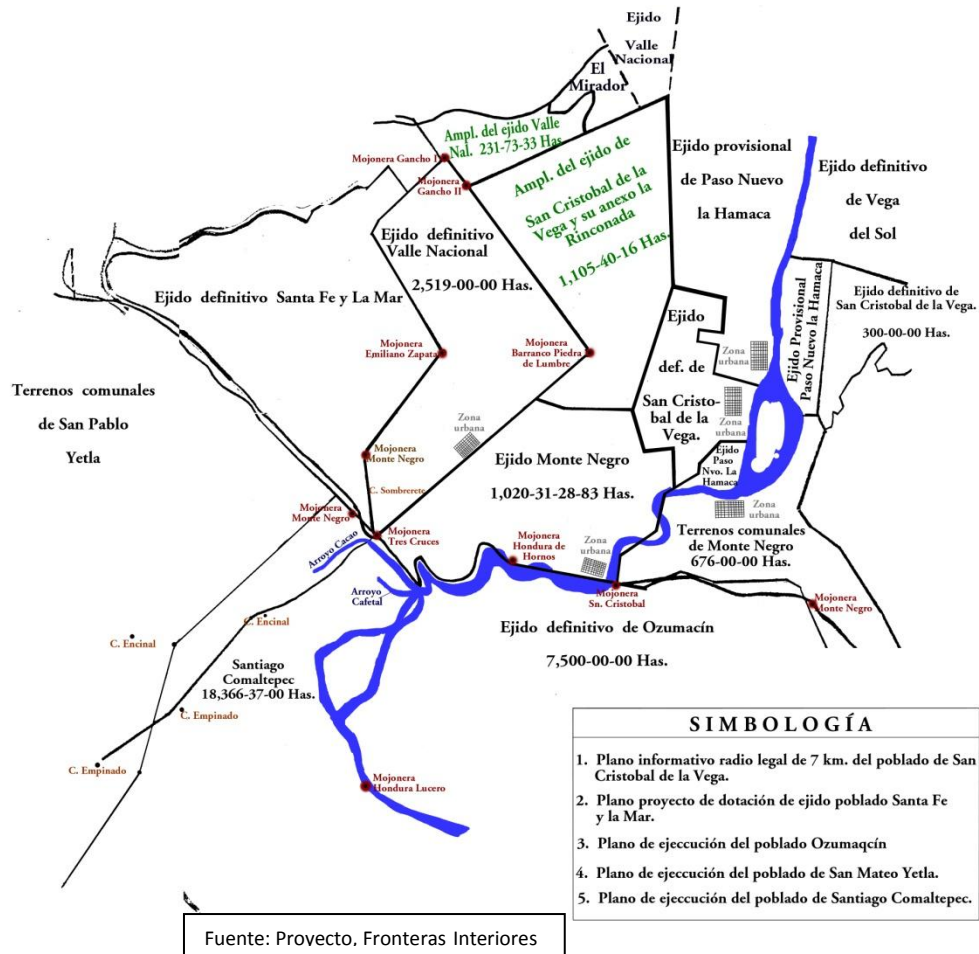 Ejido
Valle
Nacional
El
Mirador
Ampl. del ejido Valle
Nal. 231-73-33 Has.
Mojonera Gancho I
Mojonera
Gancho II
Ampl. del ejido de
San Cristobal de la
Vega y su anexo la
Rinconada
1,105-40-16 Has.
Ejido provisional
de Paso Nuevo
la Hamaca
Ejido definitivo
de Vega
del Sol
Ejido definitivo
Valle Nacional
2,519-00-00 Has.
Ejido definitivo Santa Fe y La Mar
Ejido Provisional
Paso Nuevo la Hamaca
Ejido definitivo de
San Cristobal de la Vega.
300-00-00 Has.
Mojonera
Emiliano Zapata
Mojonera
Barranco Piedra
de Lumbre
Ejido
def. de
San Cristo-
bal de la
Vega.
Zona
urbana
Zona
urbana
Zona
urbana
Terrenos comunales
de San Pablo
Yetla
Mojonera
Monte Negro
C. Sombrerete
Ejido Monte Negro
1,020-31-28-83 Has.
Ejido
Paso
Nvo. La
Hamaca
Zona
urbana
Mojonera
Monte Negro
Mojonera
Tres Cruces
Mojonera
Hondura de
Hornos
Zona
urbana
Terrenos comunales
de Monte Negro
676-00-00 Has.
Arroyo Cacao
Arroyo
Cafetal
Mojonera
Sn. Cristobal
Mojonera
Monte Negro
Ejido definitivo de Ozumacín
7,500-00-00 Has.
C. Encinal
C. Encinal
Santiago
Comaltepec
18,366-37-00 Has.
C. Empinado
C. Empinado
Mojonera
Hondura Lucero
SIMBOLOGÍA
1. Plano informativo radio legal de 7 km. del poblado de San
Cristobal de la Vega.
2. Plano proyecto de dotación de ejido poblado Santa Fe
y la Mar.
3. Plano de ejeccución del poblado Ozumaqcín
4. Plano de ejeccución del poblado de San Mateo Yetla.
5. Plano de ejeccución del poblado de Santiago Comaltepec.
Fuente: Proyecto, Fronteras Interiores